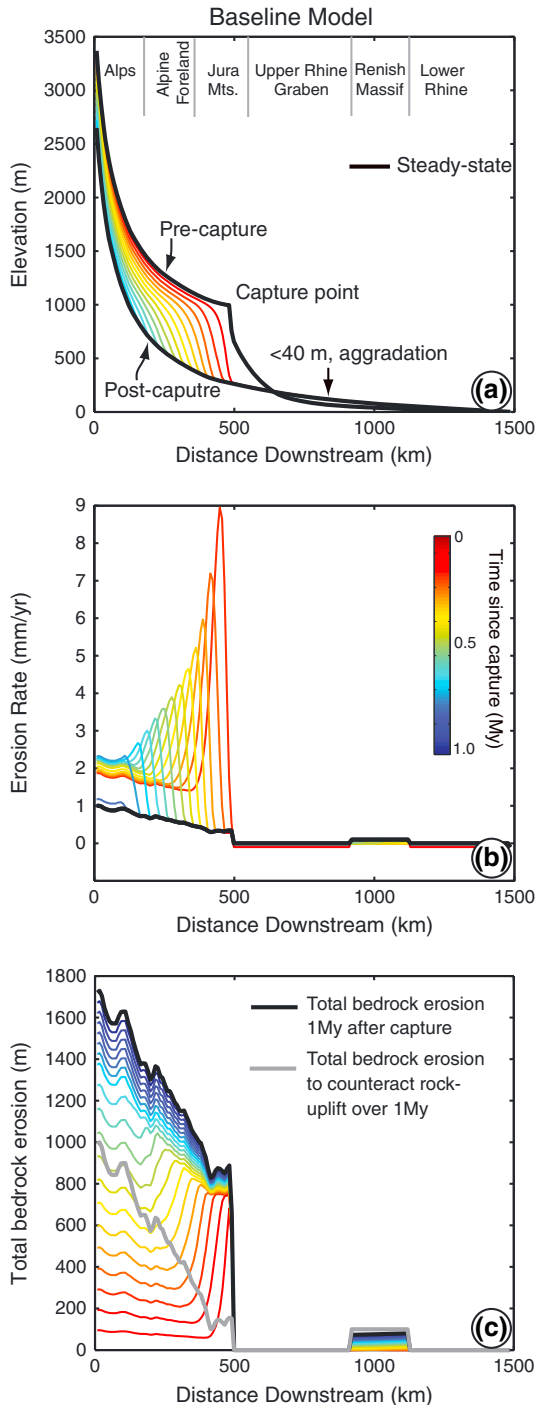 Baseline Model
3500
3000
2500
2000
1500
1000
500
0
Elevation (m)
Alps
Alpine
Foreland
Jura
Mts.
Upper Rhine
Graben
Renish
Massif
Lower
Rhine
Steady-state
Pre-capture
Capture point
<40 m, aggradation
Post-caputre
(a)
0 500 1000 1500
Distance Downstream (km)
9
8
7
6
5
4
3
2
1
0
Erosion Rate (mm/yr)
0
0.5
1.0
Time since capture (My)
(b)
0 500 1000 1500
Distance Downstream (km)
1800
1600
1400
1200
1000
800
600
400
200
0
Total bedrock erosion (m)
Total bedrock erosion
1My after capture
Total bedrock erosion
to counteract rock-
uplift over 1My
(c)
0 500 1000 1500
Distance Downstream (km)